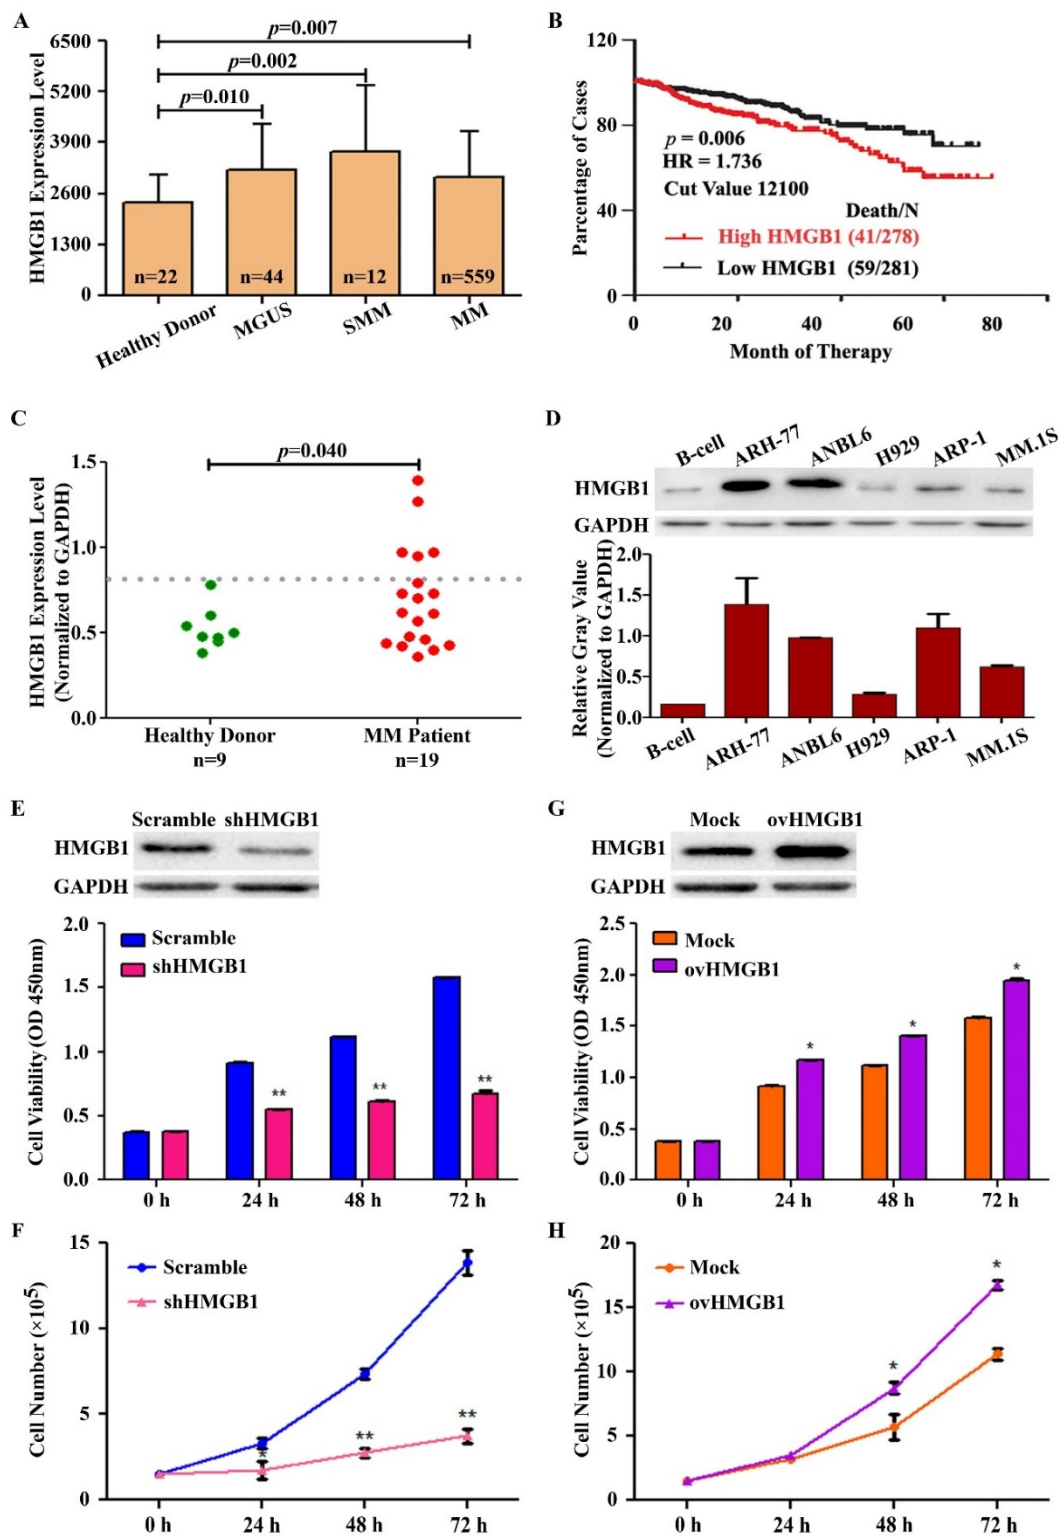 A
HMGB1 Expression Level
6500
5200
3900
2600
1300
0
p=0.007
p=0.002
p=0.010
n=22
n=44
n=12
n=559
Healthy Donor
MGUS
SMM
MM
B
Parcentage of Cases
120
80
40
0
p = 0.006
HR = 1.736
Cut Value 12100
Death/N
High HMGB1 (41/278)
Low HMGB1 (59/281)
0 20 40 60 80
Month of Therapy
C
HMGB1 Expression Level
(Normalized to GAPDH)
1.5
1.0
0.5
0.0
p=0.040
Healthy Donor
n=9
MM Patient
n=19
D
B-cell
ARH-77
ANBL6
H929
ARP-1
MM.1S
HMGB1
GAPDH
Relative Gray Value
(Normalized to GAPDH)
2.0
1.5
1.0
0.5
0.0
B-cell
ARH-77
ANBL6
H929
ARP-1
MM.1S
E
Scramble shHMGB1
HMGB1
GAPDH
Cell Viability (OD 450nm)
2.0
1.5
1.0
0.5
0.0
Scramble
shHMGB1
**
**
**
0 h 24 h 48 h 72 h
G
Mock ovHMGB1
HMGB1
GAPDH
Cell Viability (OD 450nm)
2.5
2.0
1.5
1.0
0.5
0.0
Mock
ovHMGB1
*
*
*
0 h 24 h 48 h 72 h
F
Cell Number (×10⁵)
15
10
5
0
Scramble
shHMGB1
*
**
**
0 h 24 h 48 h 72 h
H
Cell Number (×10⁵)
20
15
10
5
0
Mock
ovHMGB1
*
*
0 h 24 h 48 h 72 h